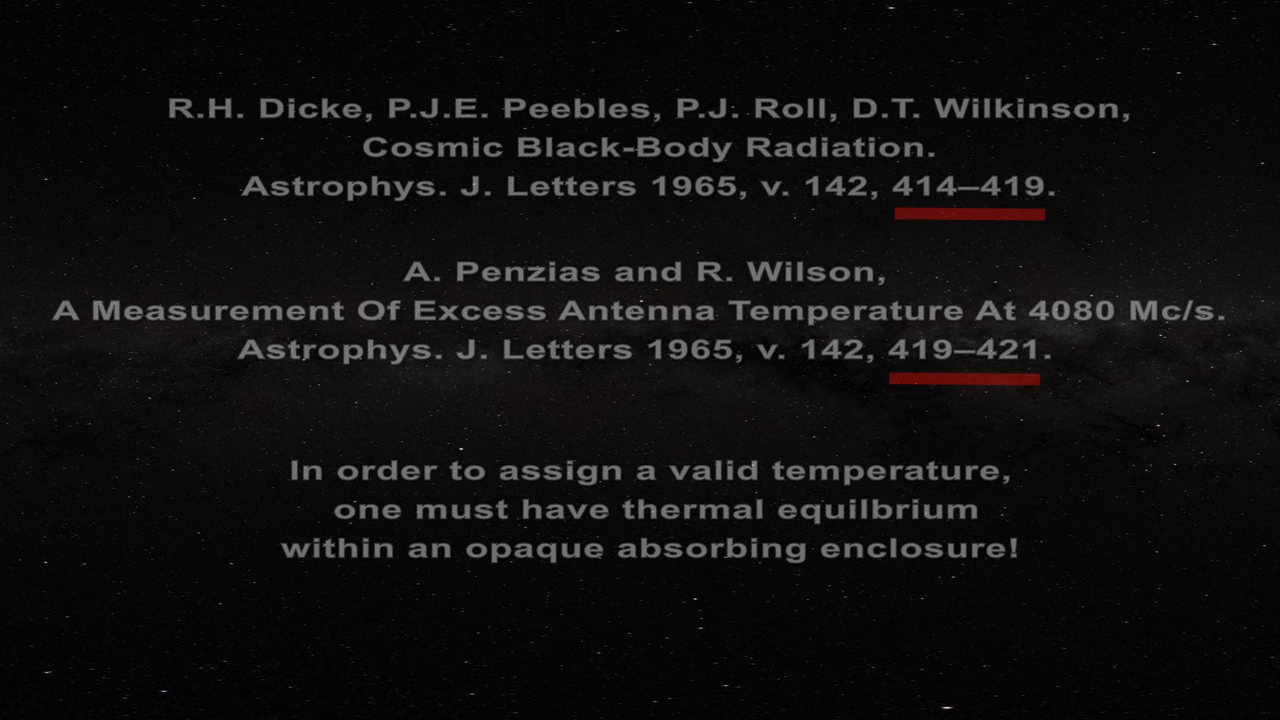 R.H. Dicke, P.J.E. Peebles, P.J. Roll, D.T. Wilkinson,
Cosmic Black-Body Radiation.
Astrophys. J. Letters 1965, v. 142, 414–419.
A. Penzias and R. Wilson,
A Measurement Of Excess Antenna Temperature At 4080 Mc/s.
Astrophys. J. Letters 1965, v. 142, 419–421.
In order to assign a valid temperature,
one must have thermal equilbrium
within an opaque absorbing enclosure!